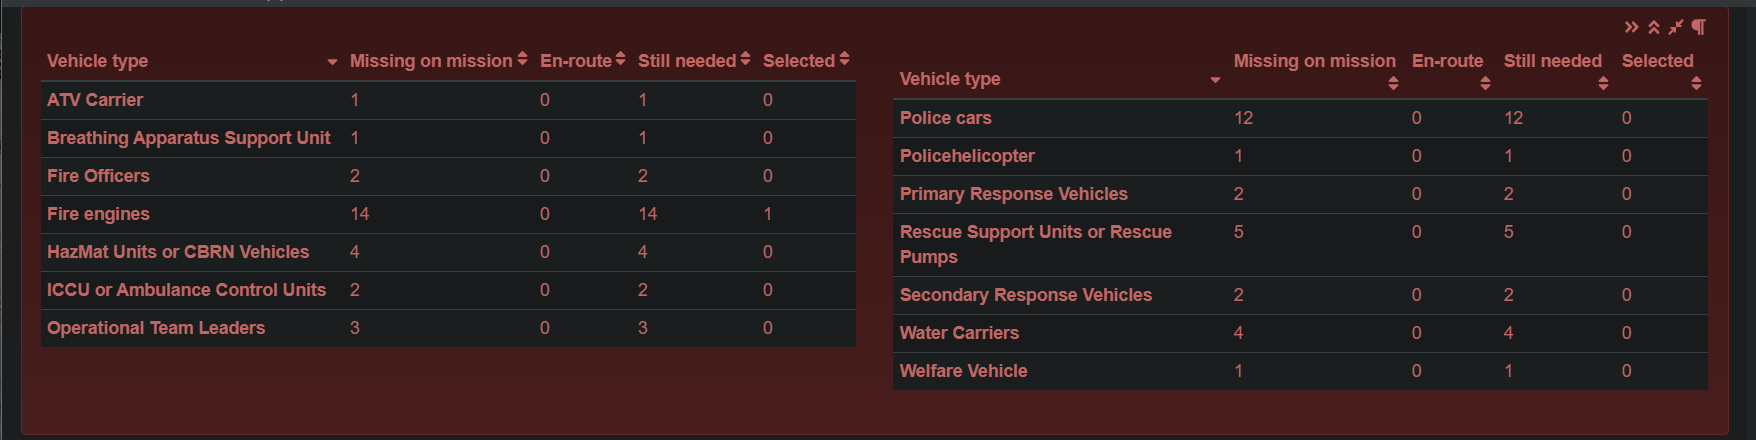 Vehicle type Missing on mission En-route Still needed Selected
ATV Carrier 1 0 1 0
Breathing Apparatus Support Unit 1 0 1 0
Fire Officers 2 0 2 0
Fire engines 14 0 14 1
HazMat Units or CBRN Vehicles 4 0 4 0
ICCU or Ambulance Control Units 2 0 2 0
Operational Team Leaders 3 0 3 0
Vehicle type Missing on mission En-route Still needed Selected
Police cars 12 0 12 0
Policehelicopter 1 0 1 0
Primary Response Vehicles 2 0 2 0
Rescue Support Units or Rescue 5 0 5 0
Pumps
Secondary Response Vehicles 2 0 2 0
Water Carriers 4 0 4 0
Welfare Vehicle 1 0 1 0